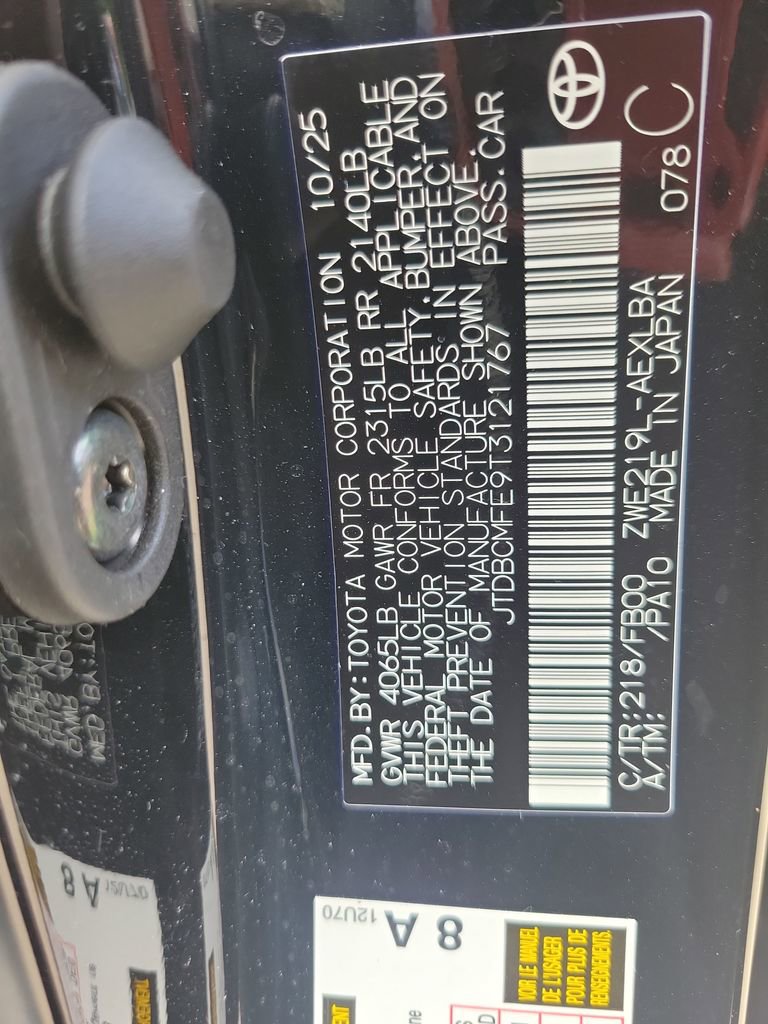 MFD.BY:TOYOTA MOTOR CORPORATION 10/25
GVWR 4065LB GAWR FR 2315LB RR 2140LB
THIS VEHICLE CONFORMS TO ALL APPLICABLE
FEDERAL MOTOR VEHICLE SAFETY,BUMPER,AND
THEFT PREVENTION STANDARDS IN EFFECT ON
THE DATE OF MANUFACTURE SHOWN ABOVE.
JTDBCMFE9T3121767 PASS.CAR
C/TR:218/FB00 ZWE219L-AEXLBA
A/TM: /PA10 MADE IN JAPAN 078 C
12U70
8 A
VOIR LE MANUEL
DE L'USAGER
POUR PLUS DE
RENSEIGNEMENTS.